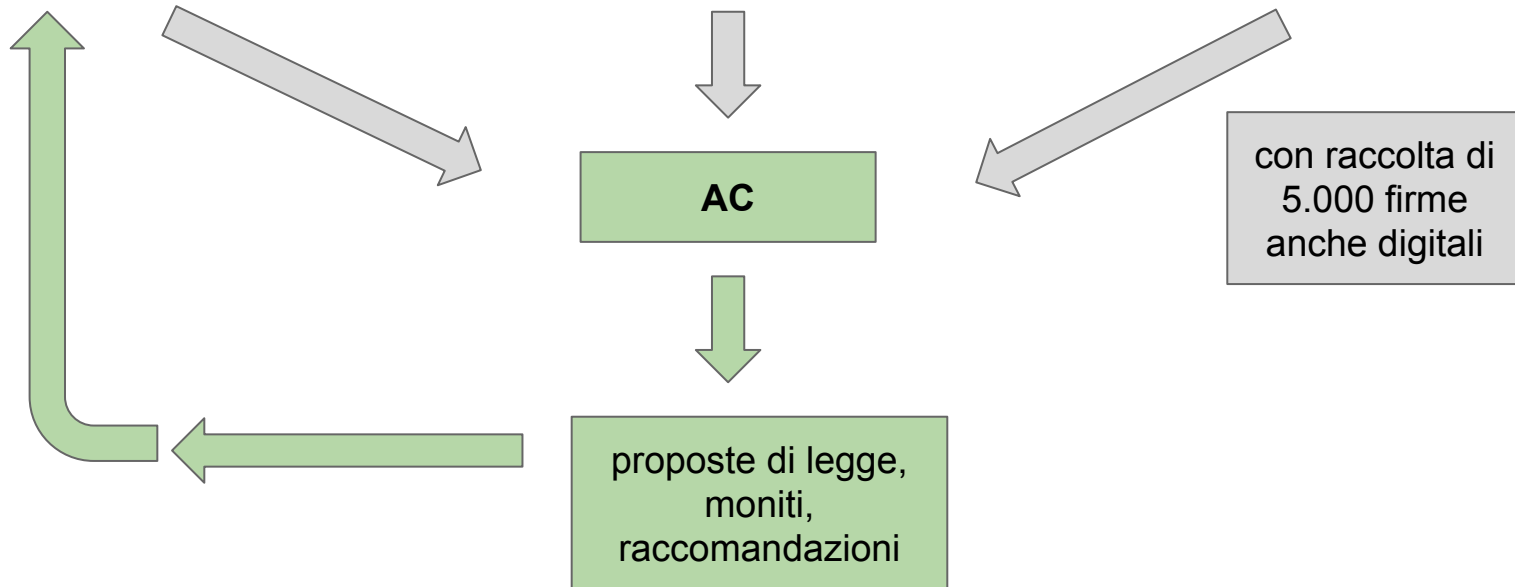 con raccolta di
5.000 firme
anche digitali
AC
proposte di legge,
moniti,
raccomandazioni